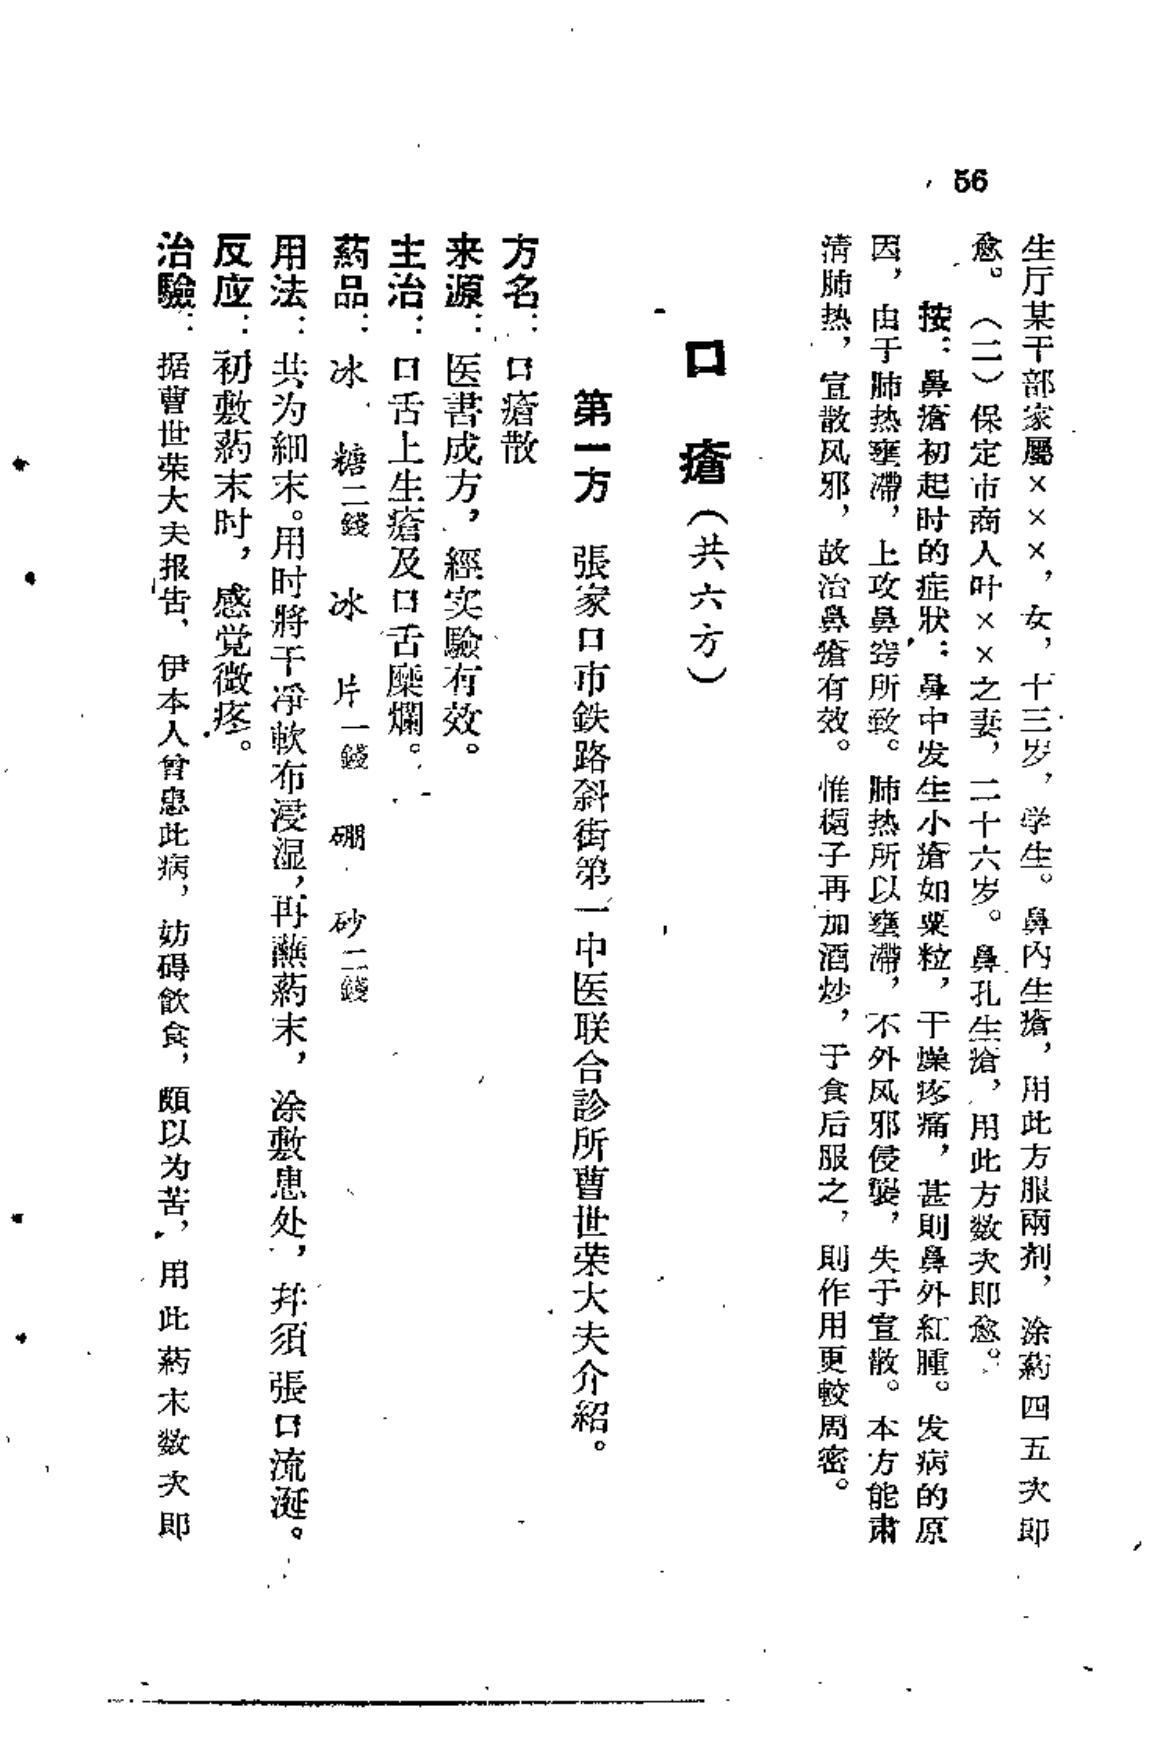 56
生厅某干部家屬×××，女，十三岁，学生。鼻内生瘡，用此方服兩剂，涂葯四五次即
愈。（二）保定市商人叶××之妻，二十六岁。鼻孔生瘡，用此方数次即愈。
按：鼻瘡初起时的症狀：鼻中发生小瘡如粟粒，干燥疼痛，甚則鼻外紅腫。发病的原
因，由于肺热壅滯，上攻鼻窍所致。肺热所以壅滯，不外风邪侵襲，失于宣散。本方能肃
清肺热，宣散风邪，故治鼻瘡有效。惟梔子再加酒炒，于食后服之，則作用更較周密。
口瘡（共六方）
第一方　張家口市鉄路斜街第一中医联合診所曹世荣大夫介紹。
方名：口瘡散
来源：医書成方，經实驗有效。
主治：口舌上生瘡及口舌糜爛。
葯品：冰糖二錢　冰片一錢　硼砂二錢
用法：共为細末。用时將干凈軟布浸湿，再蘸葯末，涂敷患处，幷須張口流涎。
反应：初敷葯末时，感觉微疼。
治驗：据曹世荣大夫报告，伊本人曾患此病，妨碍飲食，頗以为苦，用此葯末数次即